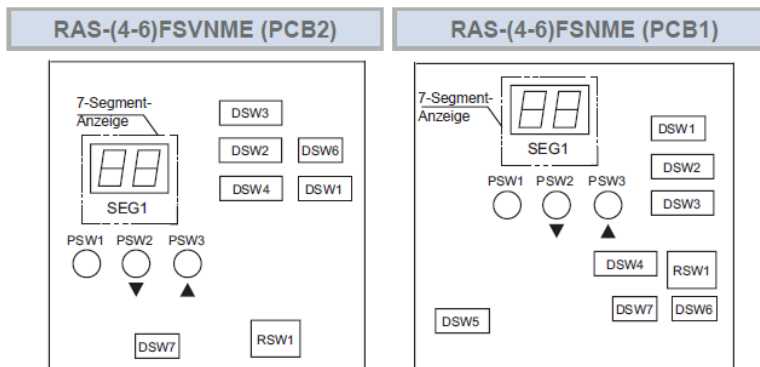 RAS-(4-6)FSVNME (PCB2)
7-Segment-
Anzeige
SEG1
DSW3
DSW2 DSW6
DSW4 DSW1
PSW1 PSW2 PSW3
▼ ▲
DSW7
RSW1
RAS-(4-6)FSNME (PCB1)
7-Segment-
Anzeige
SEG1
DSW1
DSW2
DSW3
PSW1 PSW2 PSW3
▼ ▲
DSW4 RSW1
DSW7 DSW6
DSW5